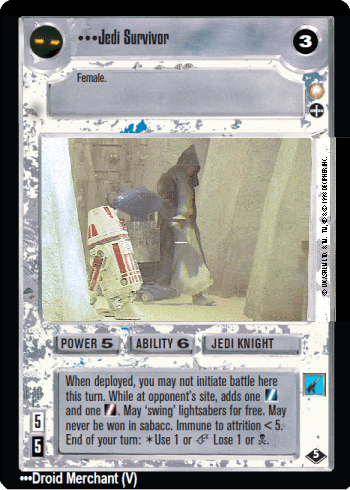 •••Jedi Survivor
3
Female.
POWER 5
ABILITY 6
JEDI KNIGHT
When deployed, you may not initiate battle here
this turn. While at opponent's site, adds one
and one . May 'swing' lightsabers for free. May
never be won in sabacc. Immune to attrition < 5.
End of your turn: Use 1 or Lose 1 or
5
5
5
•••Droid Merchant (V)